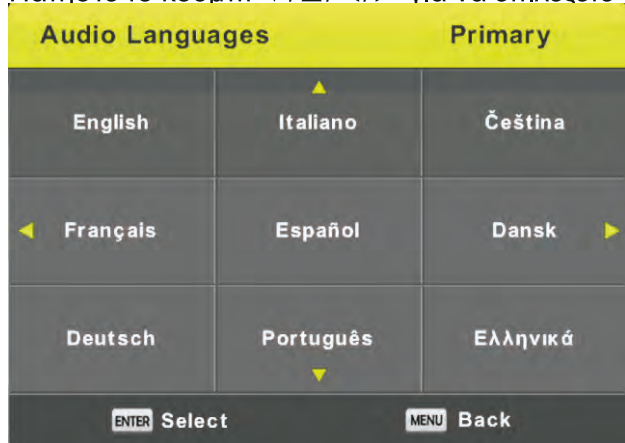 Audio Languages Primary
English Italiano Čeština
Français Español Dansk
Deutsch Português Ελληνικά
ENTER Select MENU Back